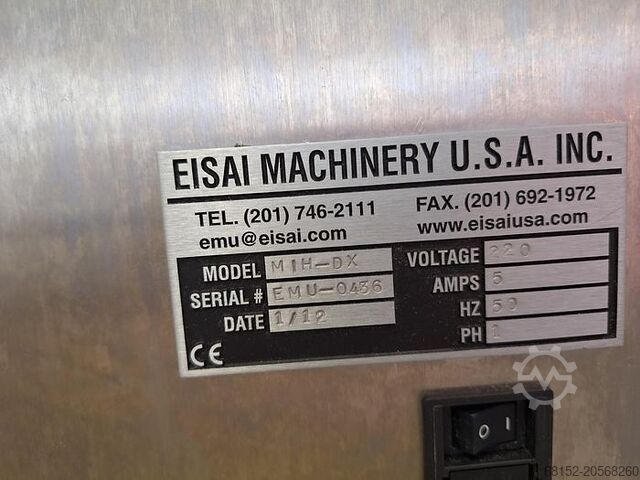 EISAI MACHINERY U.S.A. INC.
TEL. (201) 746-2111 FAX. (201) 692-1972
emu@eisai.com www.eisaiusa.com
MODEL MIH-DX VOLTAGE 220
SERIAL # EMU-0436 AMPS 5
DATE 1/12 HZ 50
PH 1
CE
O I
68152-20568260